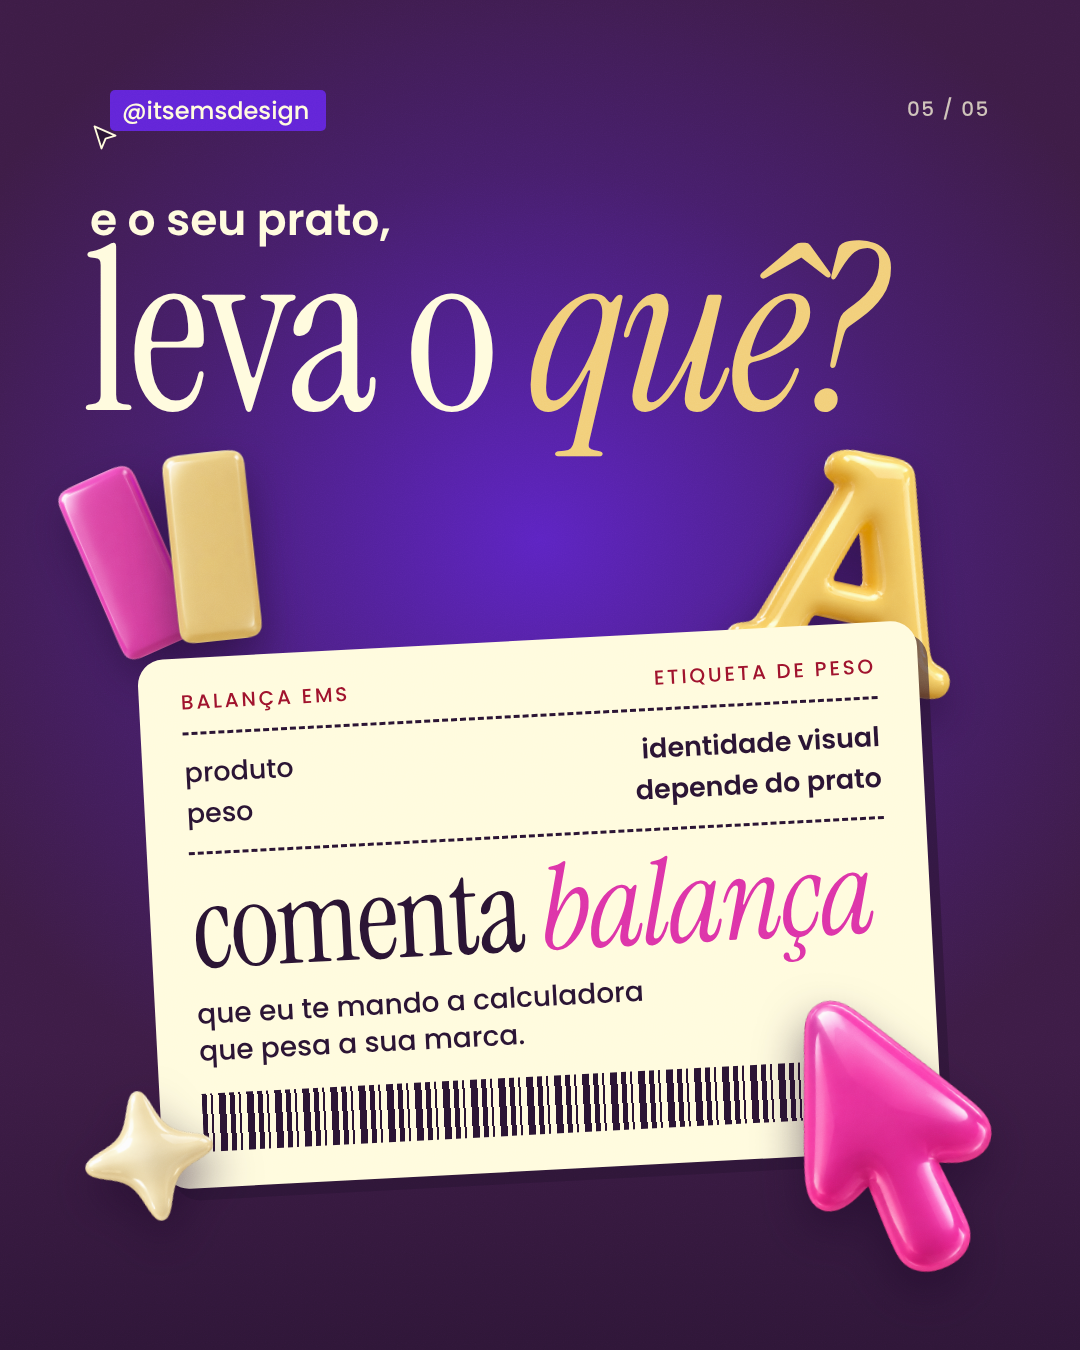 @itsemsdesign
05 / 05
e o seu prato,
leva o quê?
A
BALANÇA EMS
ETIQUETA DE PESO
produto
identidade visual
peso
depende do prato
comenta balança
que eu te mando a calculadora
que pesa a sua marca.